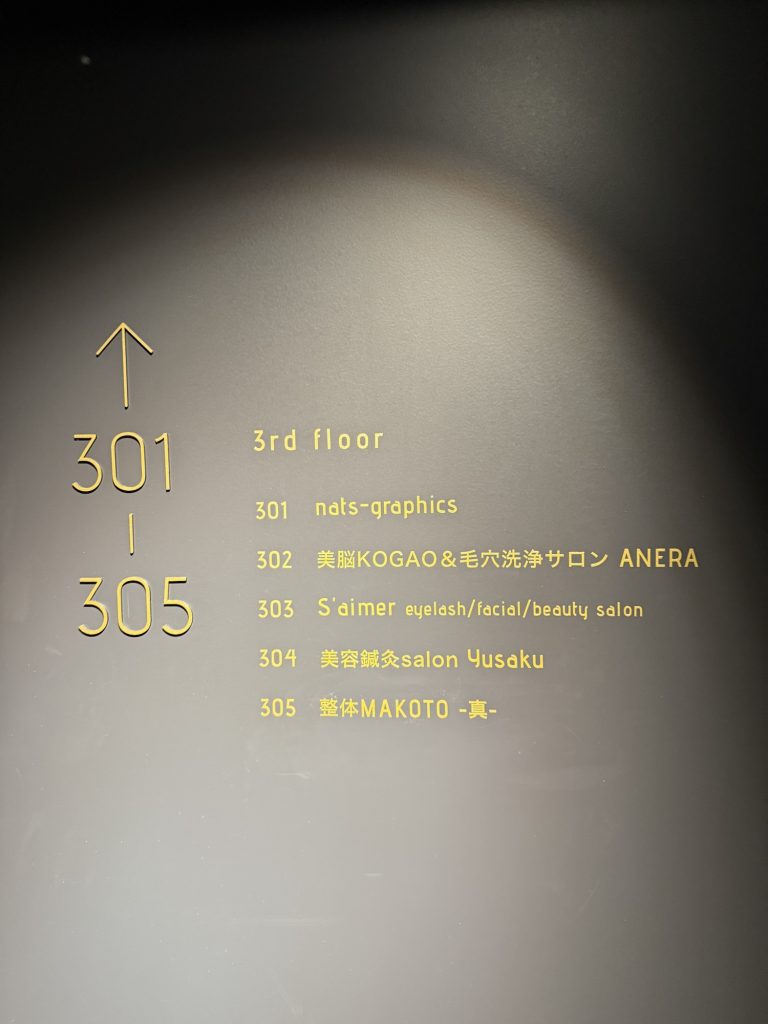 ↑
301
|
305
3rd floor
301 nats-graphics
302 美脳KOGAO＆毛穴洗浄サロン ANERA
303 S'aimer eyelash/facial/beauty salon
304 美容鍼灸salon Yusaku
305 整体MAKOTO -真-